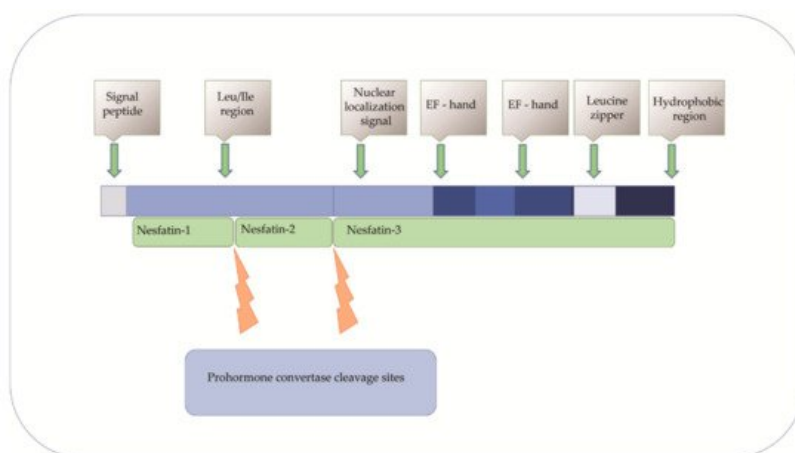 Signal
peptide
Leu/Ile
region
Nuclear
localization
signal
EF - hand
EF - hand
Leucine
zipper
Hydrophobic
region
Nesfatin-1
Nesfatin-2
Nesfatin-3
Prohormone convertase cleavage sites